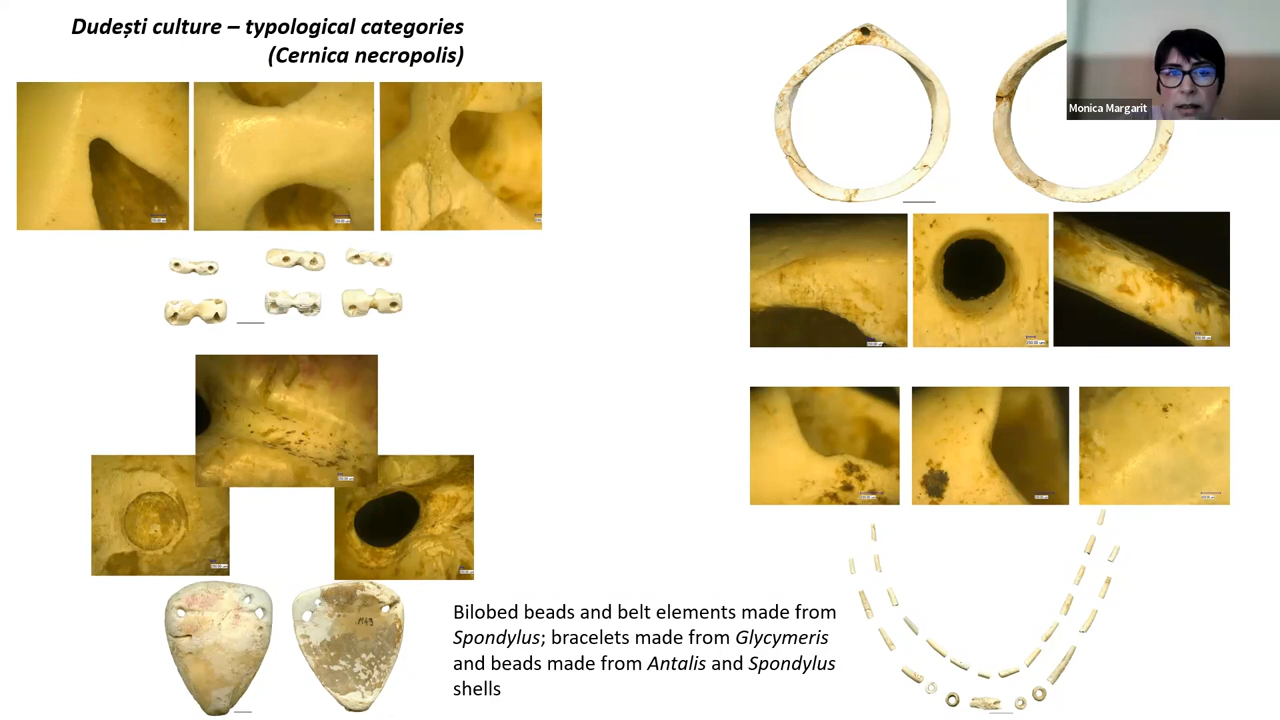 Dudești culture – typological categories
(Cernica necropolis)
Monica Margarit
Bilobed beads and belt elements made from
Spondylus; bracelets made from Glycymeris
and beads made from Antalis and Spondylus
shells